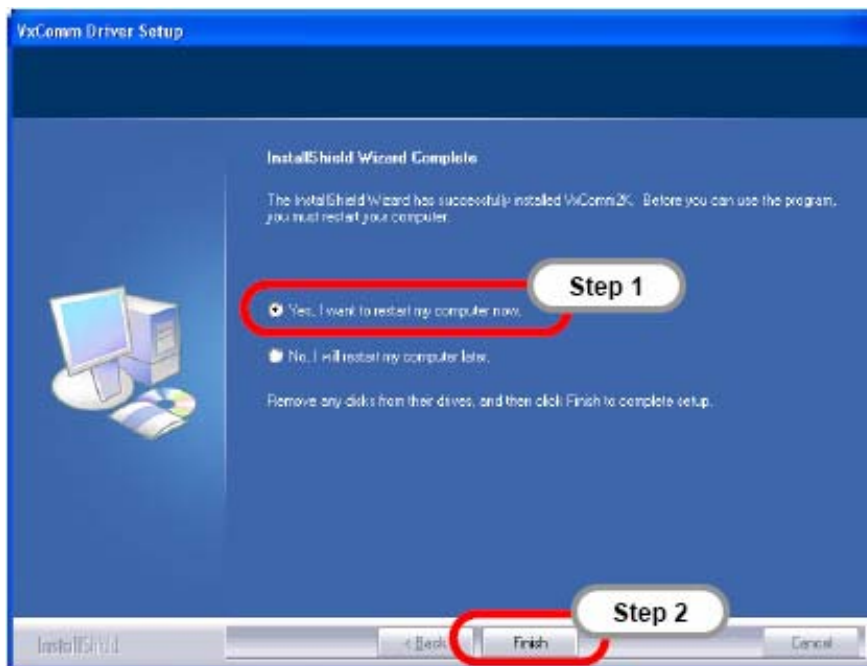 VxComm Driver Setup
InstallShield Wizard Complete
The InstallShield Wizard has successfully installed VxComm2K. Before you can use the program,
you must restart your computer.
Step 1
Yes, I want to restart my computer now.
No, I will restart my computer later.
Remove any disks from their drives, and then click Finish to complete setup.
Step 2
InstallShield
< Back
Finish
Cancel